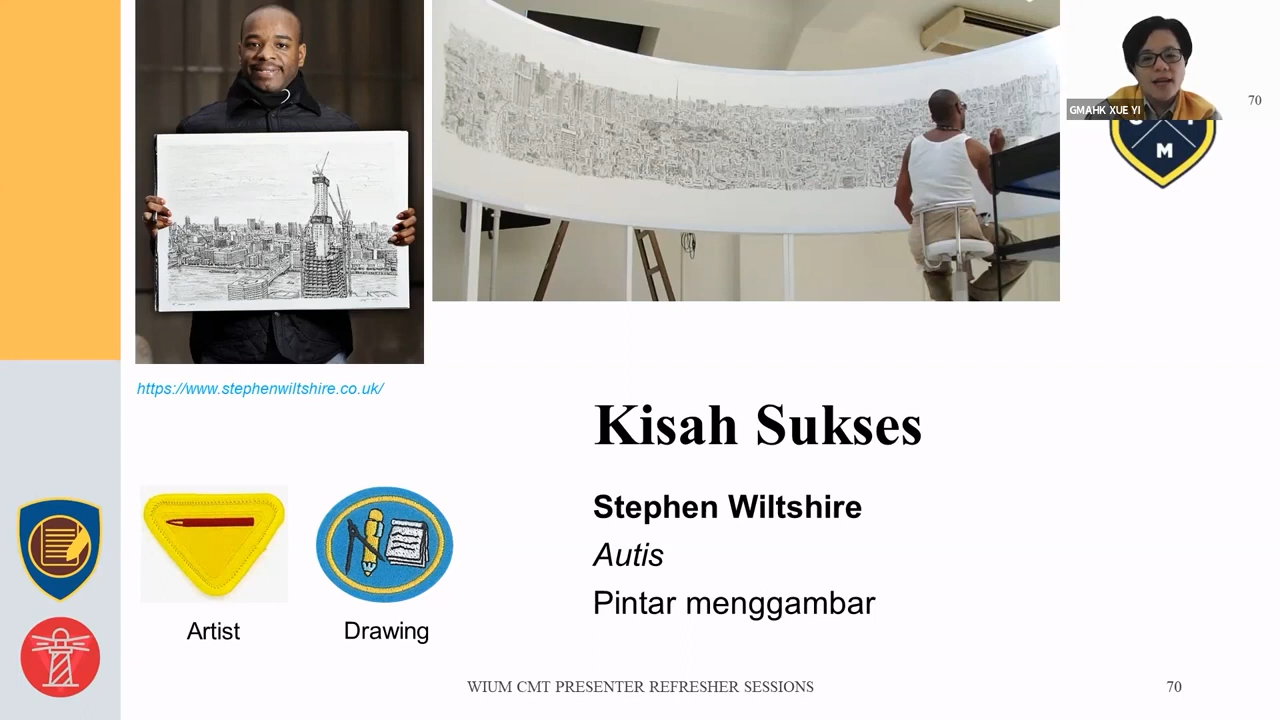 GMAHK XUE YI
70
M
https://www.stephenwiltshire.co.uk/
Kisah Sukses
Stephen Wiltshire
Autis
Pintar menggambar
Artist
Drawing
WIUM CMT PRESENTER REFRESHER SESSIONS
70